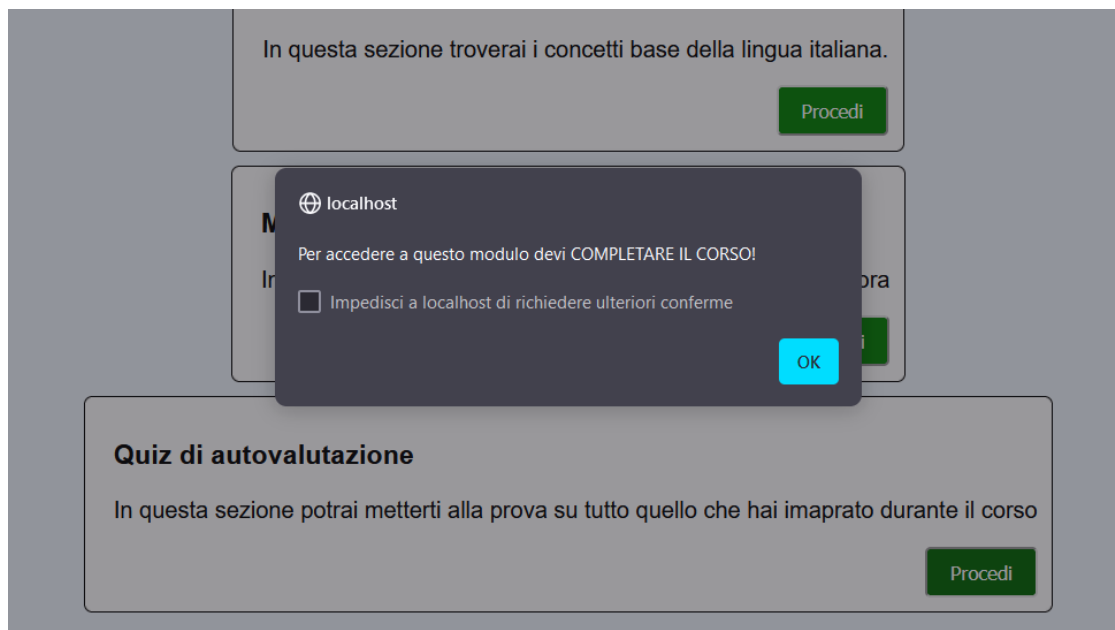 In questa sezione troverai i concetti base della lingua italiana.
Procedi
localhost
Per accedere a questo modulo devi COMPLETARE IL CORSO!
Impedisci a localhost di richiedere ulteriori conferme
OK
Quiz di autovalutazione
In questa sezione potrai metterti alla prova su tutto quello che hai imaprato durante il corso
Procedi